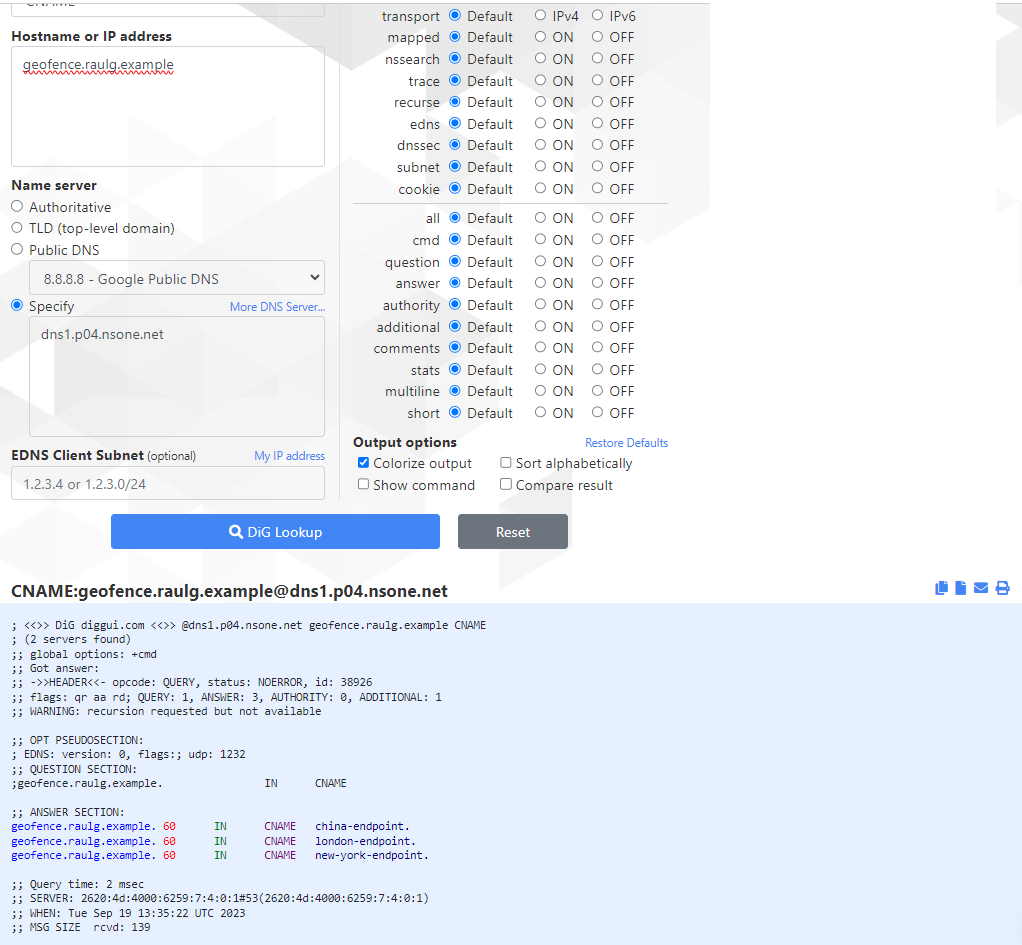 CNAME
Hostname or IP address
geofence.raulg.example
Name server
Authoritative
TLD (top-level domain)
Public DNS
8.8.8.8 - Google Public DNS
Specify More DNS Server...
dns1.p04.nsone.net
EDNS Client Subnet (optional) My IP address
1.2.3.4 or 1.2.3.0/24
transport Default IPv4 IPv6
mapped Default ON OFF
nssearch Default ON OFF
trace Default ON OFF
recurse Default ON OFF
edns Default ON OFF
dnssec Default ON OFF
subnet Default ON OFF
cookie Default ON OFF
all Default ON OFF
cmd Default ON OFF
question Default ON OFF
answer Default ON OFF
authority Default ON OFF
additional Default ON OFF
comments Default ON OFF
stats Default ON OFF
multiline Default ON OFF
short Default ON OFF
Output options Restore Defaults
Colorize output Sort alphabetically
Show command Compare result
DiG Lookup Reset
CNAME:geofence.raulg.example@dns1.p04.nsone.net
; <<>> DiG diggui.com <<>> @dns1.p04.nsone.net geofence.raulg.example CNAME
; (2 servers found)
;; global options: +cmd
;; Got answer:
;; ->>HEADER<<- opcode: QUERY, status: NOERROR, id: 38926
;; flags: qr aa rd; QUERY: 1, ANSWER: 3, AUTHORITY: 0, ADDITIONAL: 1
;; WARNING: recursion requested but not available
;; OPT PSEUDOSECTION:
; EDNS: version: 0, flags:; udp: 1232
;; QUESTION SECTION:
;geofence.raulg.example. IN CNAME
;; ANSWER SECTION:
geofence.raulg.example. 60 IN CNAME china-endpoint.
geofence.raulg.example. 60 IN CNAME london-endpoint.
geofence.raulg.example. 60 IN CNAME new-york-endpoint.
;; Query time: 2 msec
;; SERVER: 2620:4d:4000:6259:7:4:0:1#53(2620:4d:4000:6259:7:4:0:1)
;; WHEN: Tue Sep 19 13:35:22 UTC 2023
;; MSG SIZE rcvd: 139